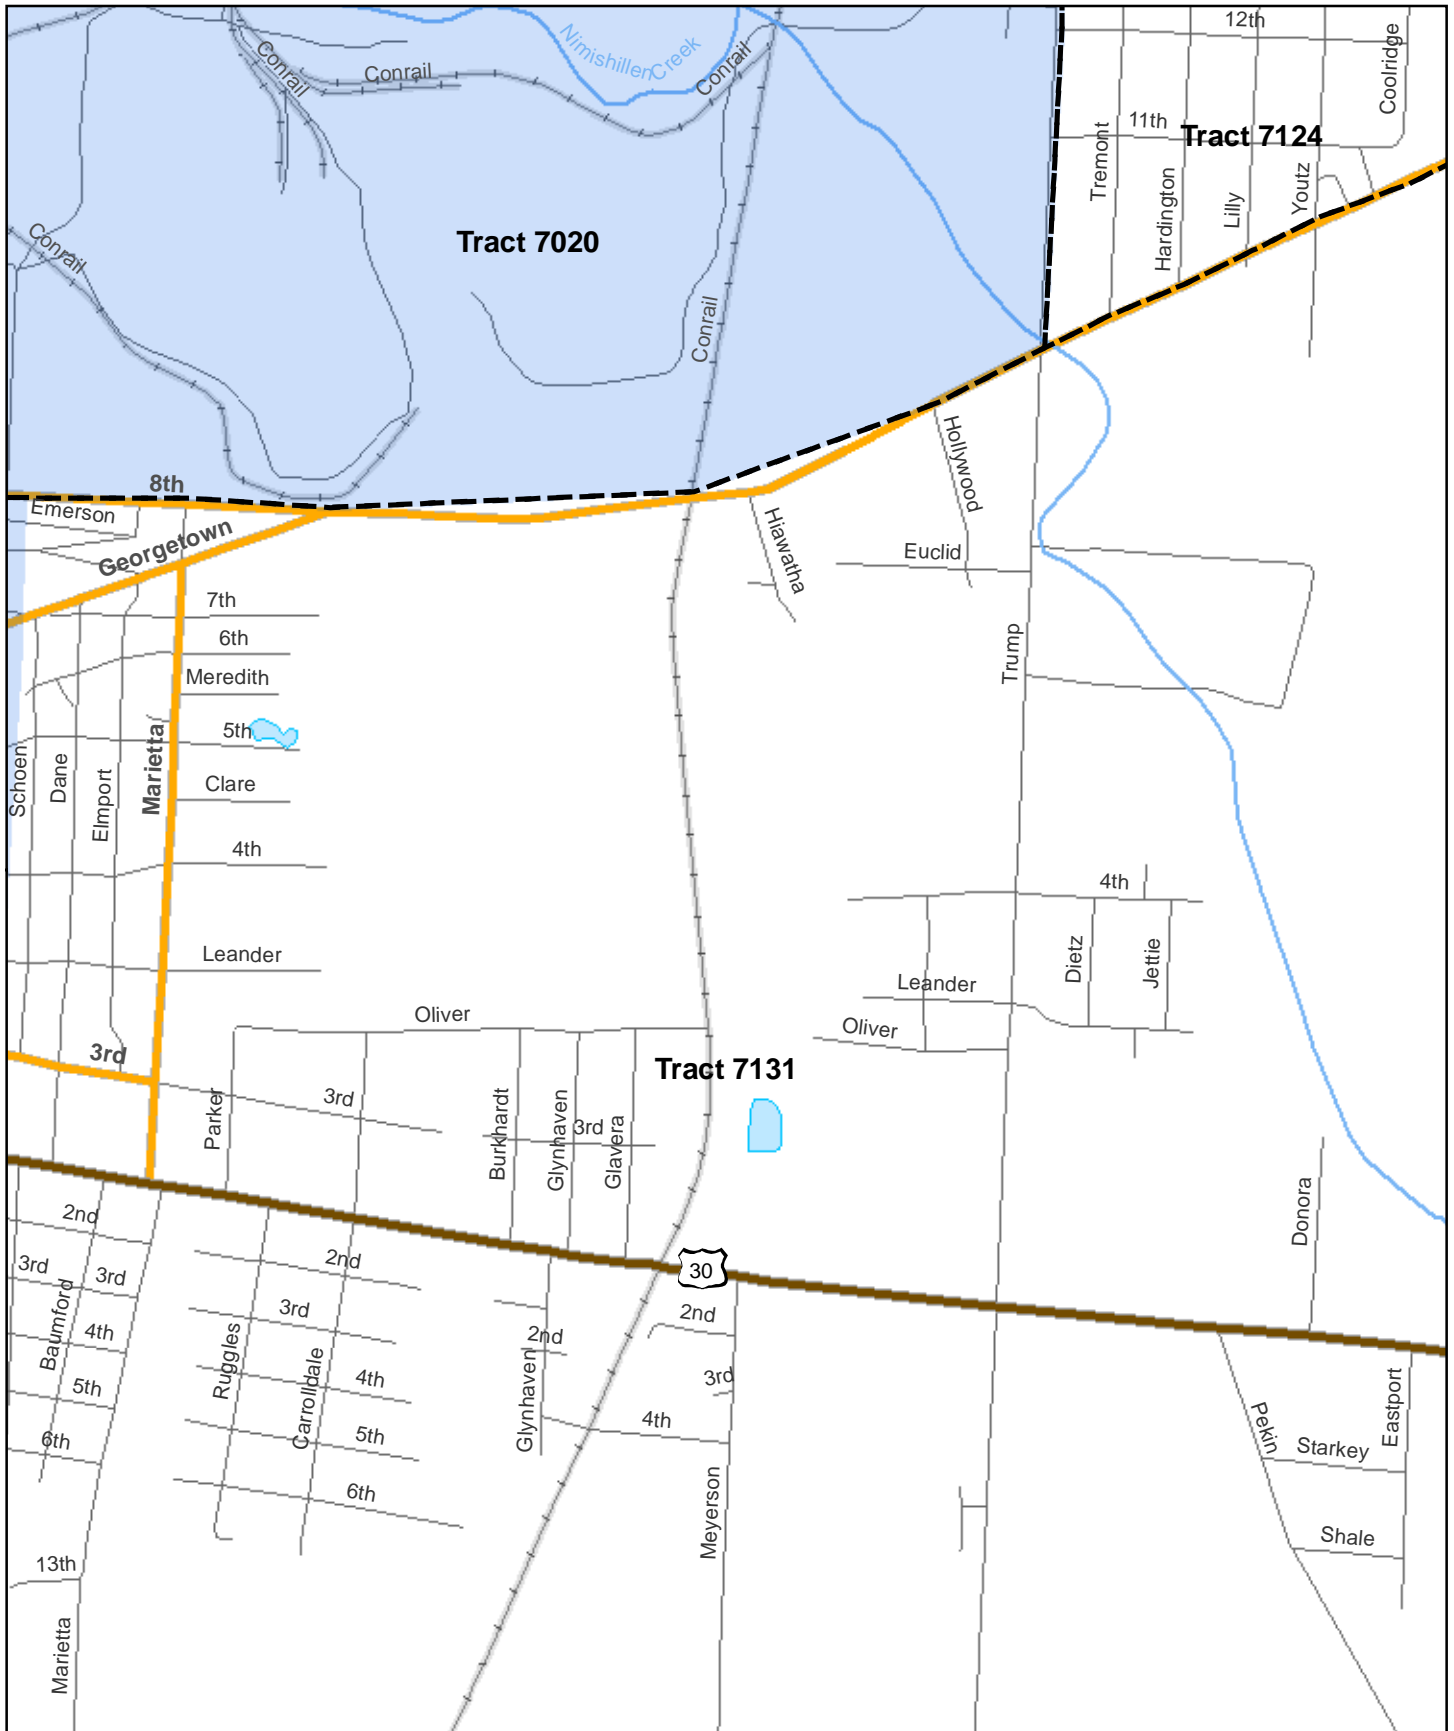 12th
Coolridge
Nimishillen Creek
Conrail
Conrail
Conrail
11th
Tract 7124
Tremont
Hardington
Lilly
Youtz
Conrail
Tract 7020
Conrail
8th
Emerson
Georgetown
Hollywood
Hiawatha
Euclid
7th
6th
Meredith
Trump
5th
Schoen
Dane
Elmport
Marietta
Clare
4th
4th
Leander
Dietz
Jettie
Leander
Oliver
Oliver
3rd
Tract 7131
Parker
3rd
Burkhardt
Glynhaven
3rd
Glavera
Donora
2nd
2nd
30
3rd
3rd
Baumford
4th
5th
6th
3rd
Ruggles
Carrolldale
4th
5th
6th
2nd
Glynhaven
2nd
3rd
4th
Meyerson
Pekin
Eastport
Starkey
Shale
13th
Marietta